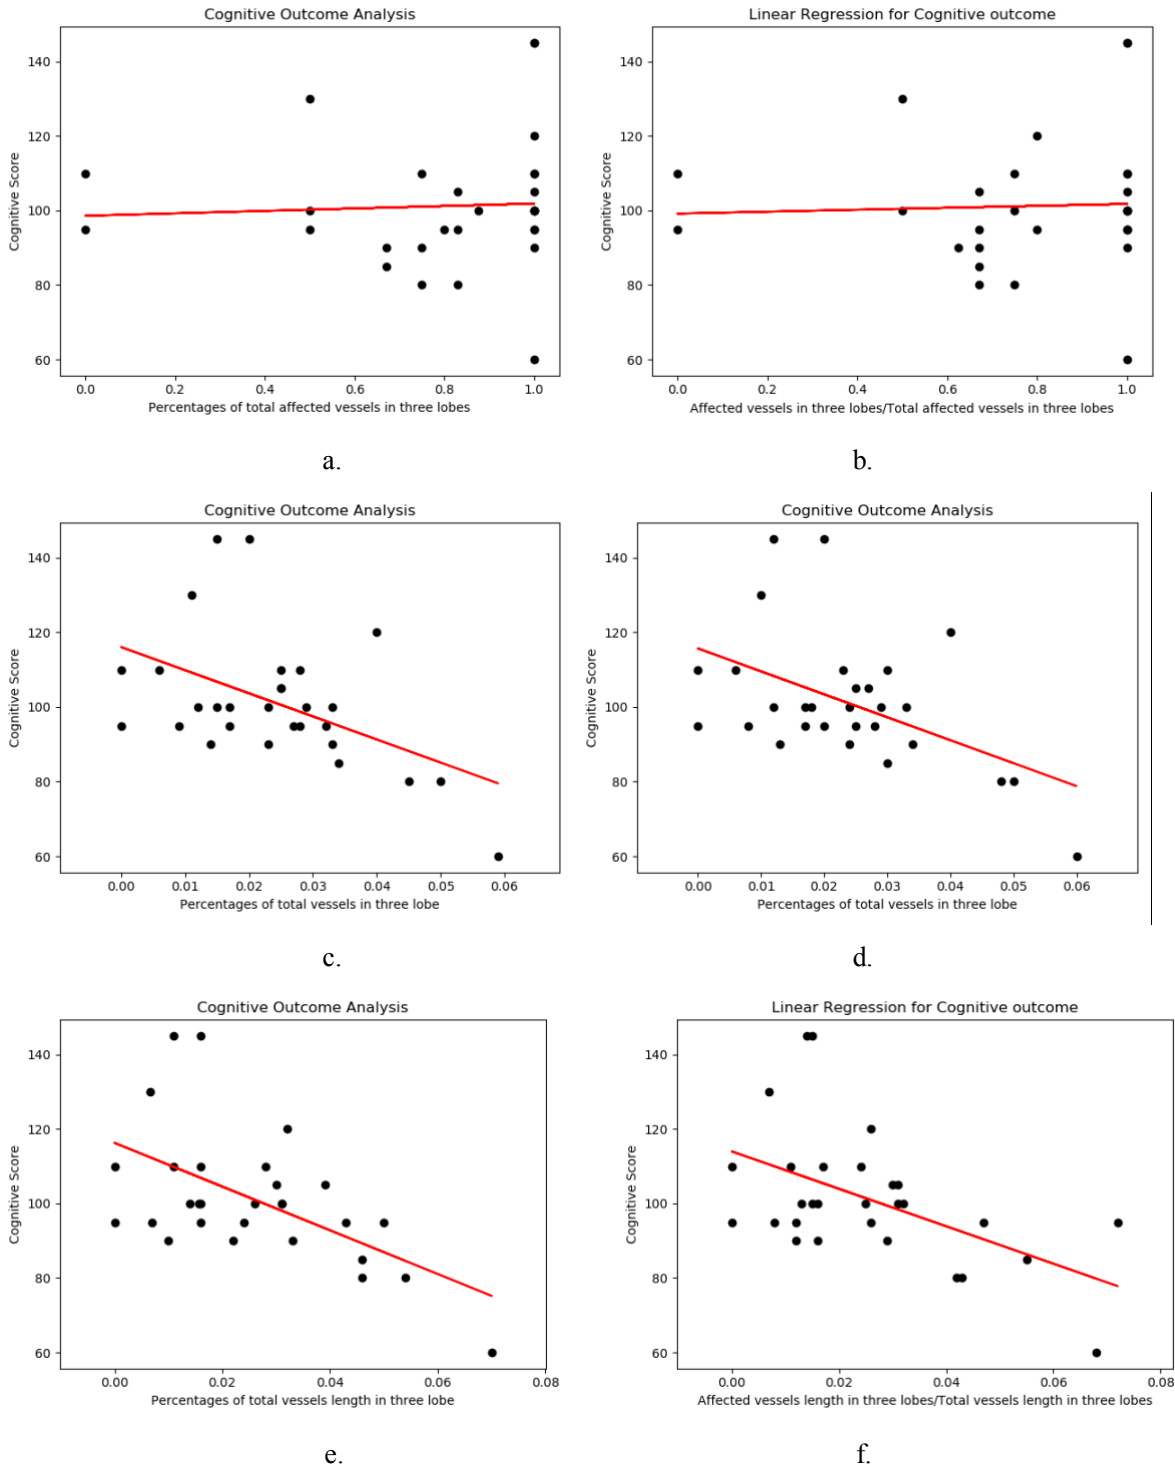 Cognitive Outcome Analysis
Cognitive Score
140
120
100
80
60
0.0 0.2 0.4 0.6 0.8 1.0
Percentages of total affected vessels in three lobes
a.
Linear Regression for Cognitive outcome
Cognitive Score
140
120
100
80
60
0.0 0.2 0.4 0.6 0.8 1.0
Affected vessels in three lobes/Total affected vessels in three lobes
b.
Cognitive Outcome Analysis
Cognitive Score
140
120
100
80
60
0.00 0.01 0.02 0.03 0.04 0.05 0.06
Percentages of total vessels in three lobe
c.
Cognitive Outcome Analysis
Cognitive Score
140
120
100
80
60
0.00 0.01 0.02 0.03 0.04 0.05 0.06
Percentages of total vessels in three lobe
d.
Cognitive Outcome Analysis
Cognitive Score
140
120
100
80
60
0.00 0.02 0.04 0.06 0.08
Percentages of total vessels length in three lobe
e.
Linear Regression for Cognitive outcome
Cognitive Score
140
120
100
80
60
0.00 0.02 0.04 0.06 0.08
Affected vessels length in three lobes/Total vessels length in three lobes
f.